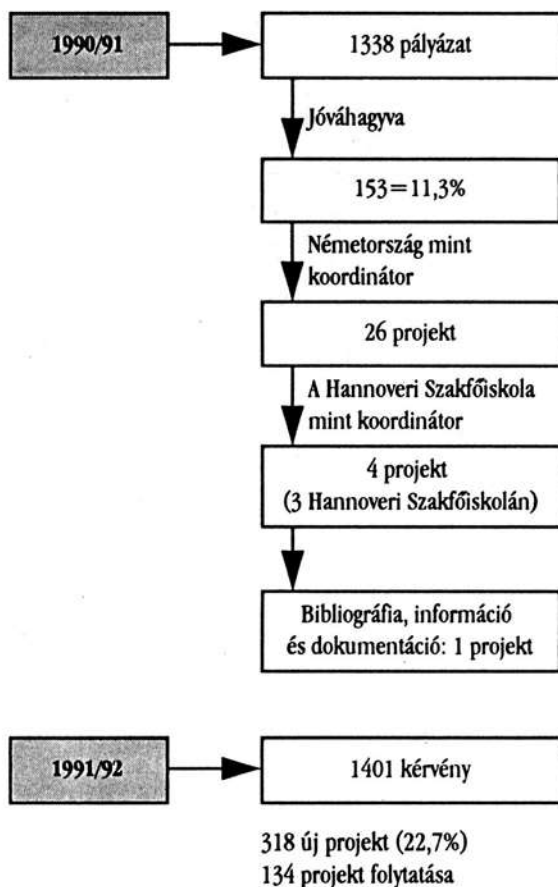 1990/91
1338 pályázat
Jóváhagyva
153=11,3%
Németország mint
koordinátor
26 projekt
A Hannoveri Szakfőiskola
mint koordinátor
4 projekt
(3 Hannoveri Szakfőiskolán)
Bibliográfia, információ
és dokumentáció: 1 projekt
1991/92
1401 kérvény
318 új projekt (22,7%)
134 projekt folytatása